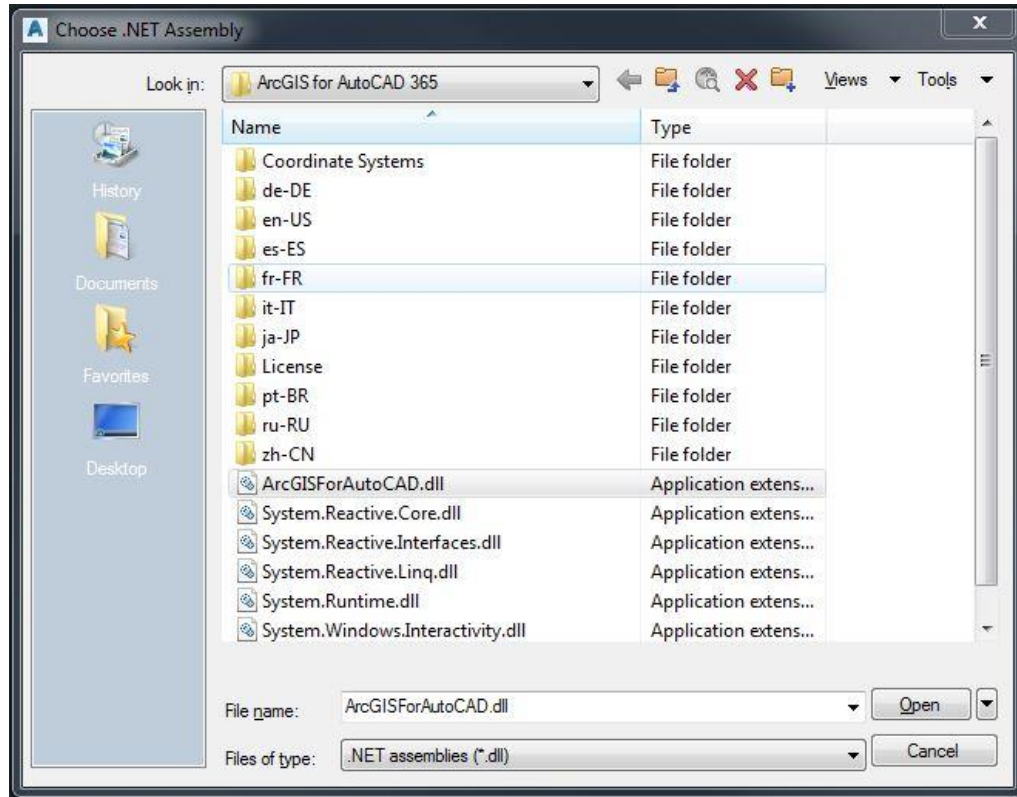 Choose .NET Assembly
x
Look in: ArcGIS for AutoCAD 365 Views Tools
Name Type
Coordinate Systems File folder
de-DE File folder
en-US File folder
es-ES File folder
fr-FR File folder
it-IT File folder
ja-JP File folder
License File folder
pt-BR File folder
ru-RU File folder
zh-CN File folder
ArcGISForAutoCAD.dll Application extens...
System.Reactive.Core.dll Application extens...
System.Reactive.Interfaces.dll Application extens...
System.Reactive.Linq.dll Application extens...
System.Runtime.dll Application extens...
System.Windows.Interactivity.dll Application extens...
History
Documents
Favorites
Desktop
File name: ArcGISForAutoCAD.dll Open
Files of type: .NET assemblies (*.dll) Cancel